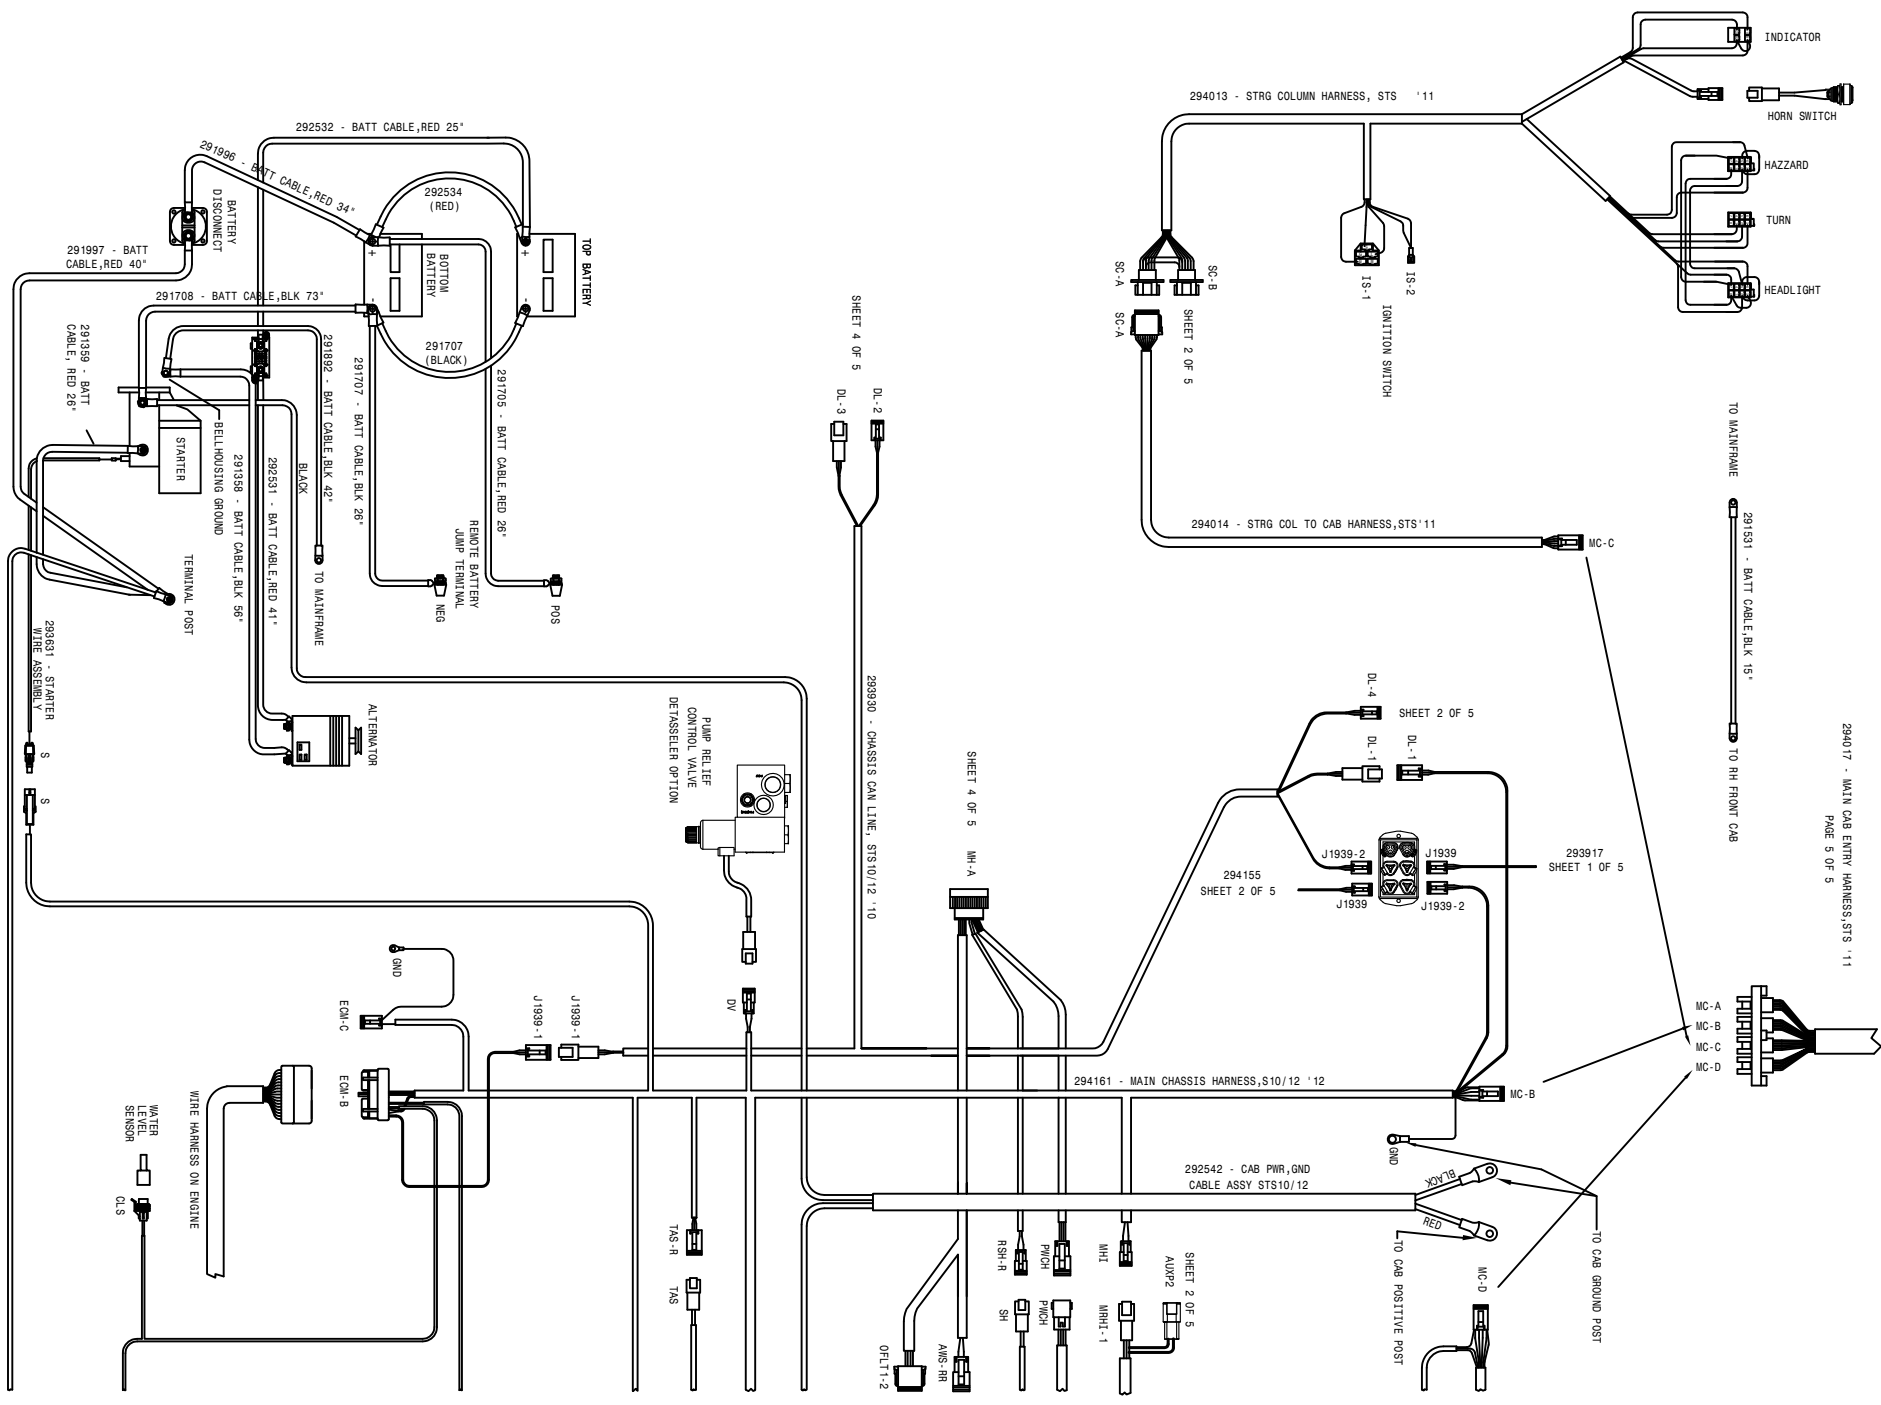 INDICATOR
HORN SWITCH
HAZZARD
TURN
HEADLIGHT
294013 - STRG COLUMN HARNESS, STS '11
SC-A
SC-B
SC-A
SHEET 2 OF 5
IS-1
IS-2
IGNITION SWITCH
294014 - STRG COL TO CAB HARNESS,STS'11
MC-C
TO MAINFRAME
291531 - BATT CABLE,BLK 15"
TO RH FRONT CAB
294017 - MAIN CAB ENTRY HARNESS,STS '11
PAGE 5 OF 5
MC-A
MC-B
MC-C
MC-D
292532 - BATT CABLE,RED 25"
291996 - BATT CABLE,RED 34"
BATTERY
DISCONNECT
292534
(RED)
TOP BATTERY
BOTTOM
BATTERY
+
-
+
-
291997 - BATT
CABLE,RED 40"
291708 - BATT CABLE,BLK 73"
291707
(BLACK)
291359 - BATT
CABLE, RED 26"
291892 - BATT CABLE,BLK 42"
291707 - BATT CABLE,BLK 26"
291705 - BATT CABLE,RED 26"
STARTER
BELLHOUSING GROUND
291358 - BATT CABLE,BLK 56"
292531 - BATT CABLE,RED 41"
BLACK
TO MAINFRAME
REMOTE BATTERY
JUMP TERMINAL
NEG
POS
TERMINAL POST
293631 - STARTER
WIRE ASSEMBLY
S
S
ALTERNATOR
SHEET 4 OF 5
DL-3
DL-2
293930 - CHASSIS CAN LINE, STS10/12 '10
PUMP RELIEF
CONTROL VALVE
DETASSELER OPTION
DV
SHEET 4 OF 5
MH-A
DL-4
SHEET 2 OF 5
DL-1
DL-1
J1939-2
J1939
294155
SHEET 2 OF 5
293917
SHEET 1 OF 5
J1939
J1939-2
GND
ECM-C
J1939-1
J1939-1
ECM-B
WIRE HARNESS ON ENGINE
WATER
LEVEL
SENSOR
CLS
294161 - MAIN CHASSIS HARNESS,S10/12 '12
MC-B
GND
292542 - CAB PWR,GND
CABLE ASSY STS10/12
BLACK
RED
TO CAB GROUND POST
TO CAB POSITIVE POST
MC-D
TAS-R
TAS
RSH-R
PWCH
MHI
SH
PWCH
MRHI-1
AUXP2
SHEET 2 OF 5
OFLT1-2
AWS-RR